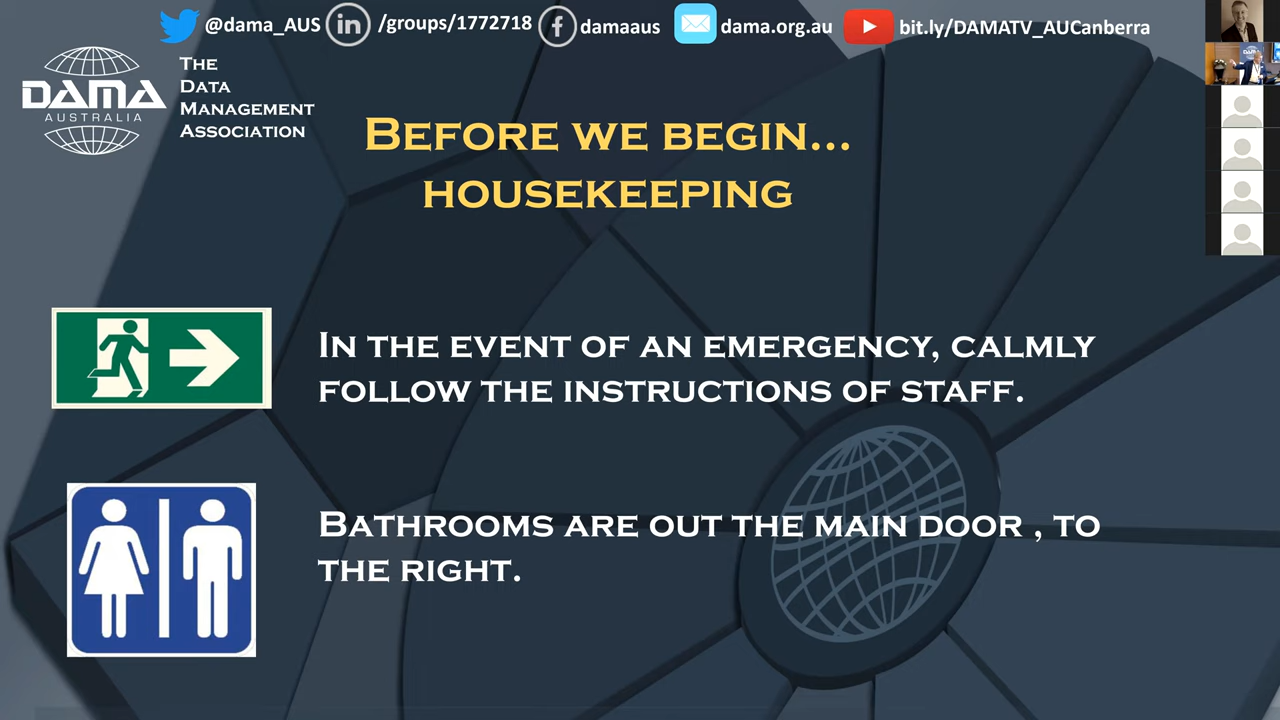 @dama_AUS
/groups/1772718
damaaus
dama.org.au
bit.ly/DAMATV_AUCanberra
DAMA
AUSTRALIA
THE
DATA
MANAGEMENT
ASSOCIATION
BEFORE WE BEGIN...
HOUSEKEEPING
IN THE EVENT OF AN EMERGENCY, CALMLY
FOLLOW THE INSTRUCTIONS OF STAFF.
BATHROOMS ARE OUT THE MAIN DOOR , TO
THE RIGHT.